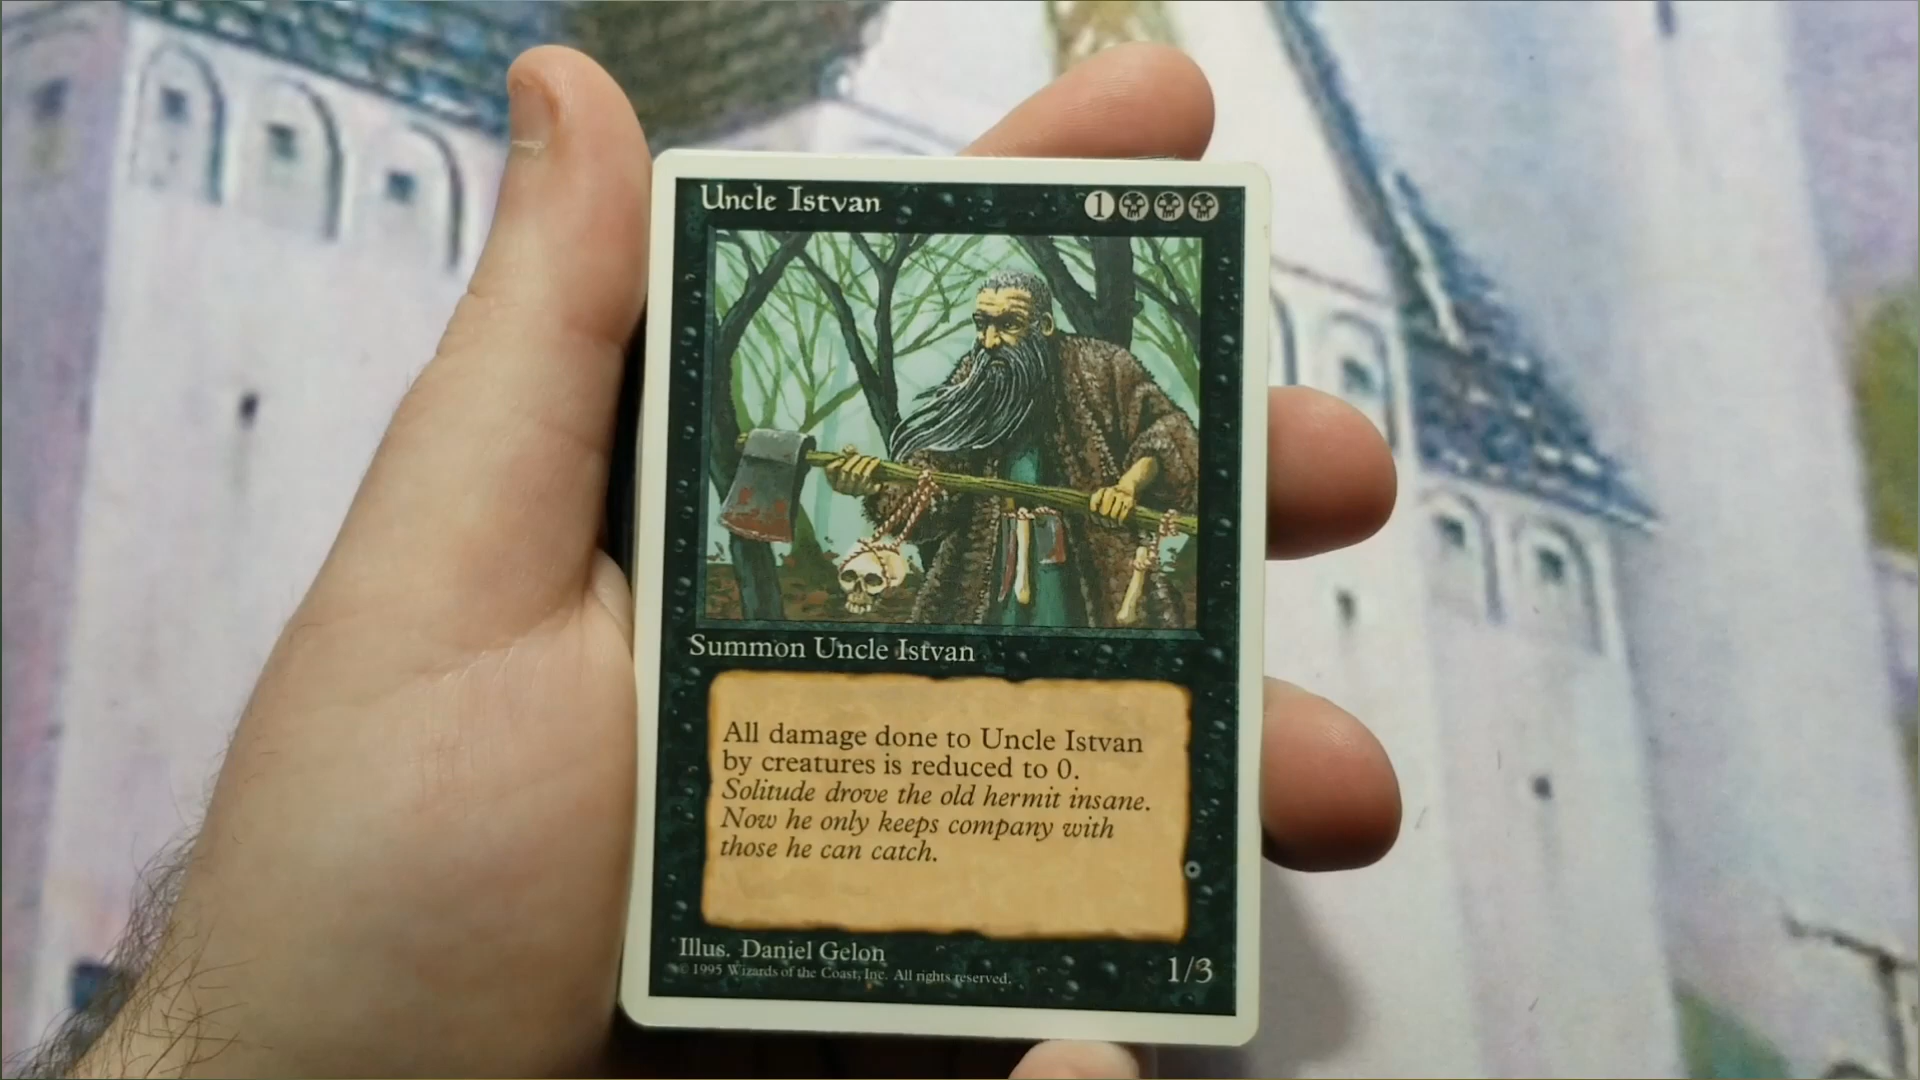 Uncle Istvan 1
Summon Uncle Istvan
All damage done to Uncle Istvan
by creatures is reduced to 0.
Solitude drove the old hermit insane.
Now he only keeps company with
those he can catch.
Illus. Daniel Gelon
© 1995 Wizards of the Coast, Inc. All rights reserved.
1/3